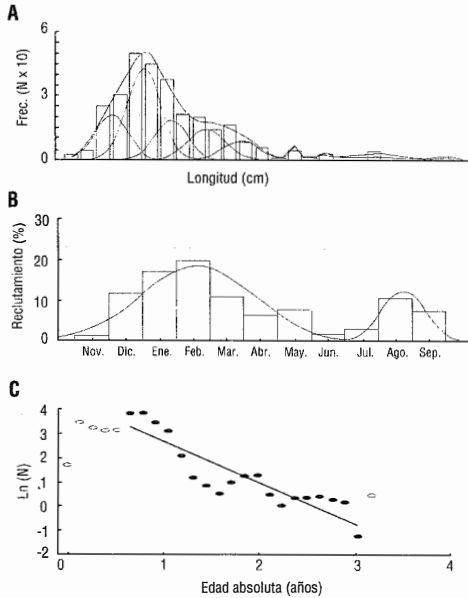 A
Frec. (N x 10)
6
3
0
Longitud (cm)
B
Reclutamiento (%)
30
20
10
0
Nov. Dic. Ene. Feb. Mar. Abr. May. Jun. Jul. Ago. Sep.
C
Ln (N)
4
3
2
1
0
-1
-2
0 1 2 3 4
Edad absoluta (años)